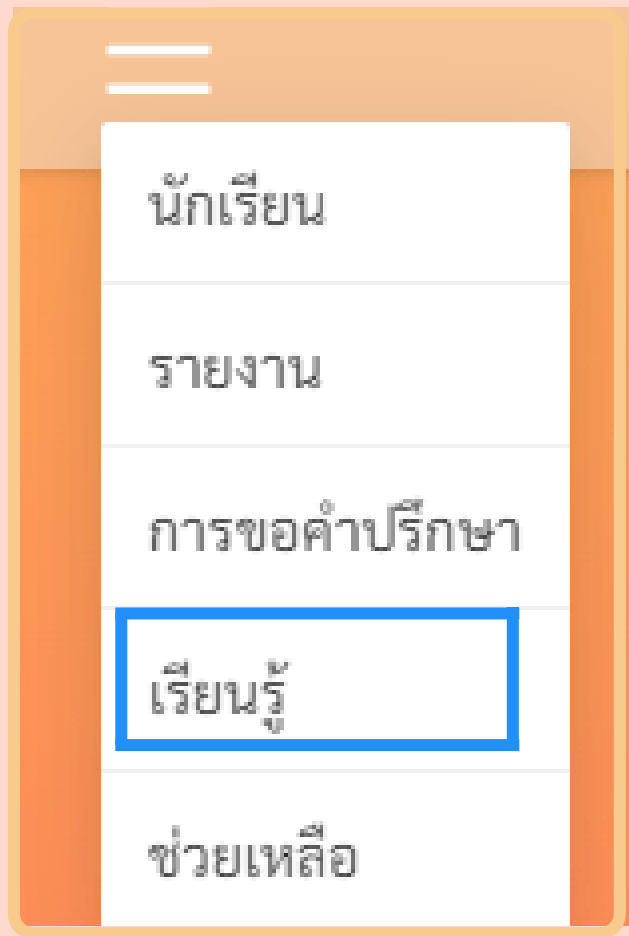 นักเรียน
รายงาน
การขอคำปรึกษา
เรียนรู้
ช่วยเหลือ